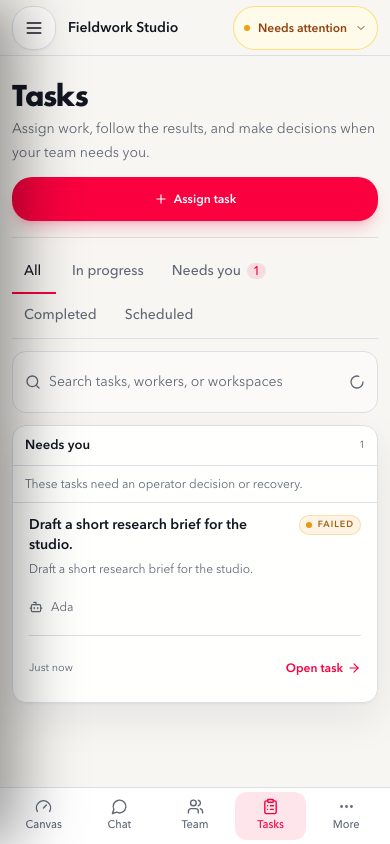 Fieldwork Studio
Needs attention
Tasks
Assign work, follow the results, and make decisions when
your team needs you.
Assign task
All In progress Needs you 1
Completed Scheduled
Search tasks, workers, or workspaces
Needs you 1
These tasks need an operator decision or recovery.
Draft a short research brief for the
studio.
FAILED
Draft a short research brief for the studio.
Ada
Just now Open task
Canvas Chat Team Tasks More